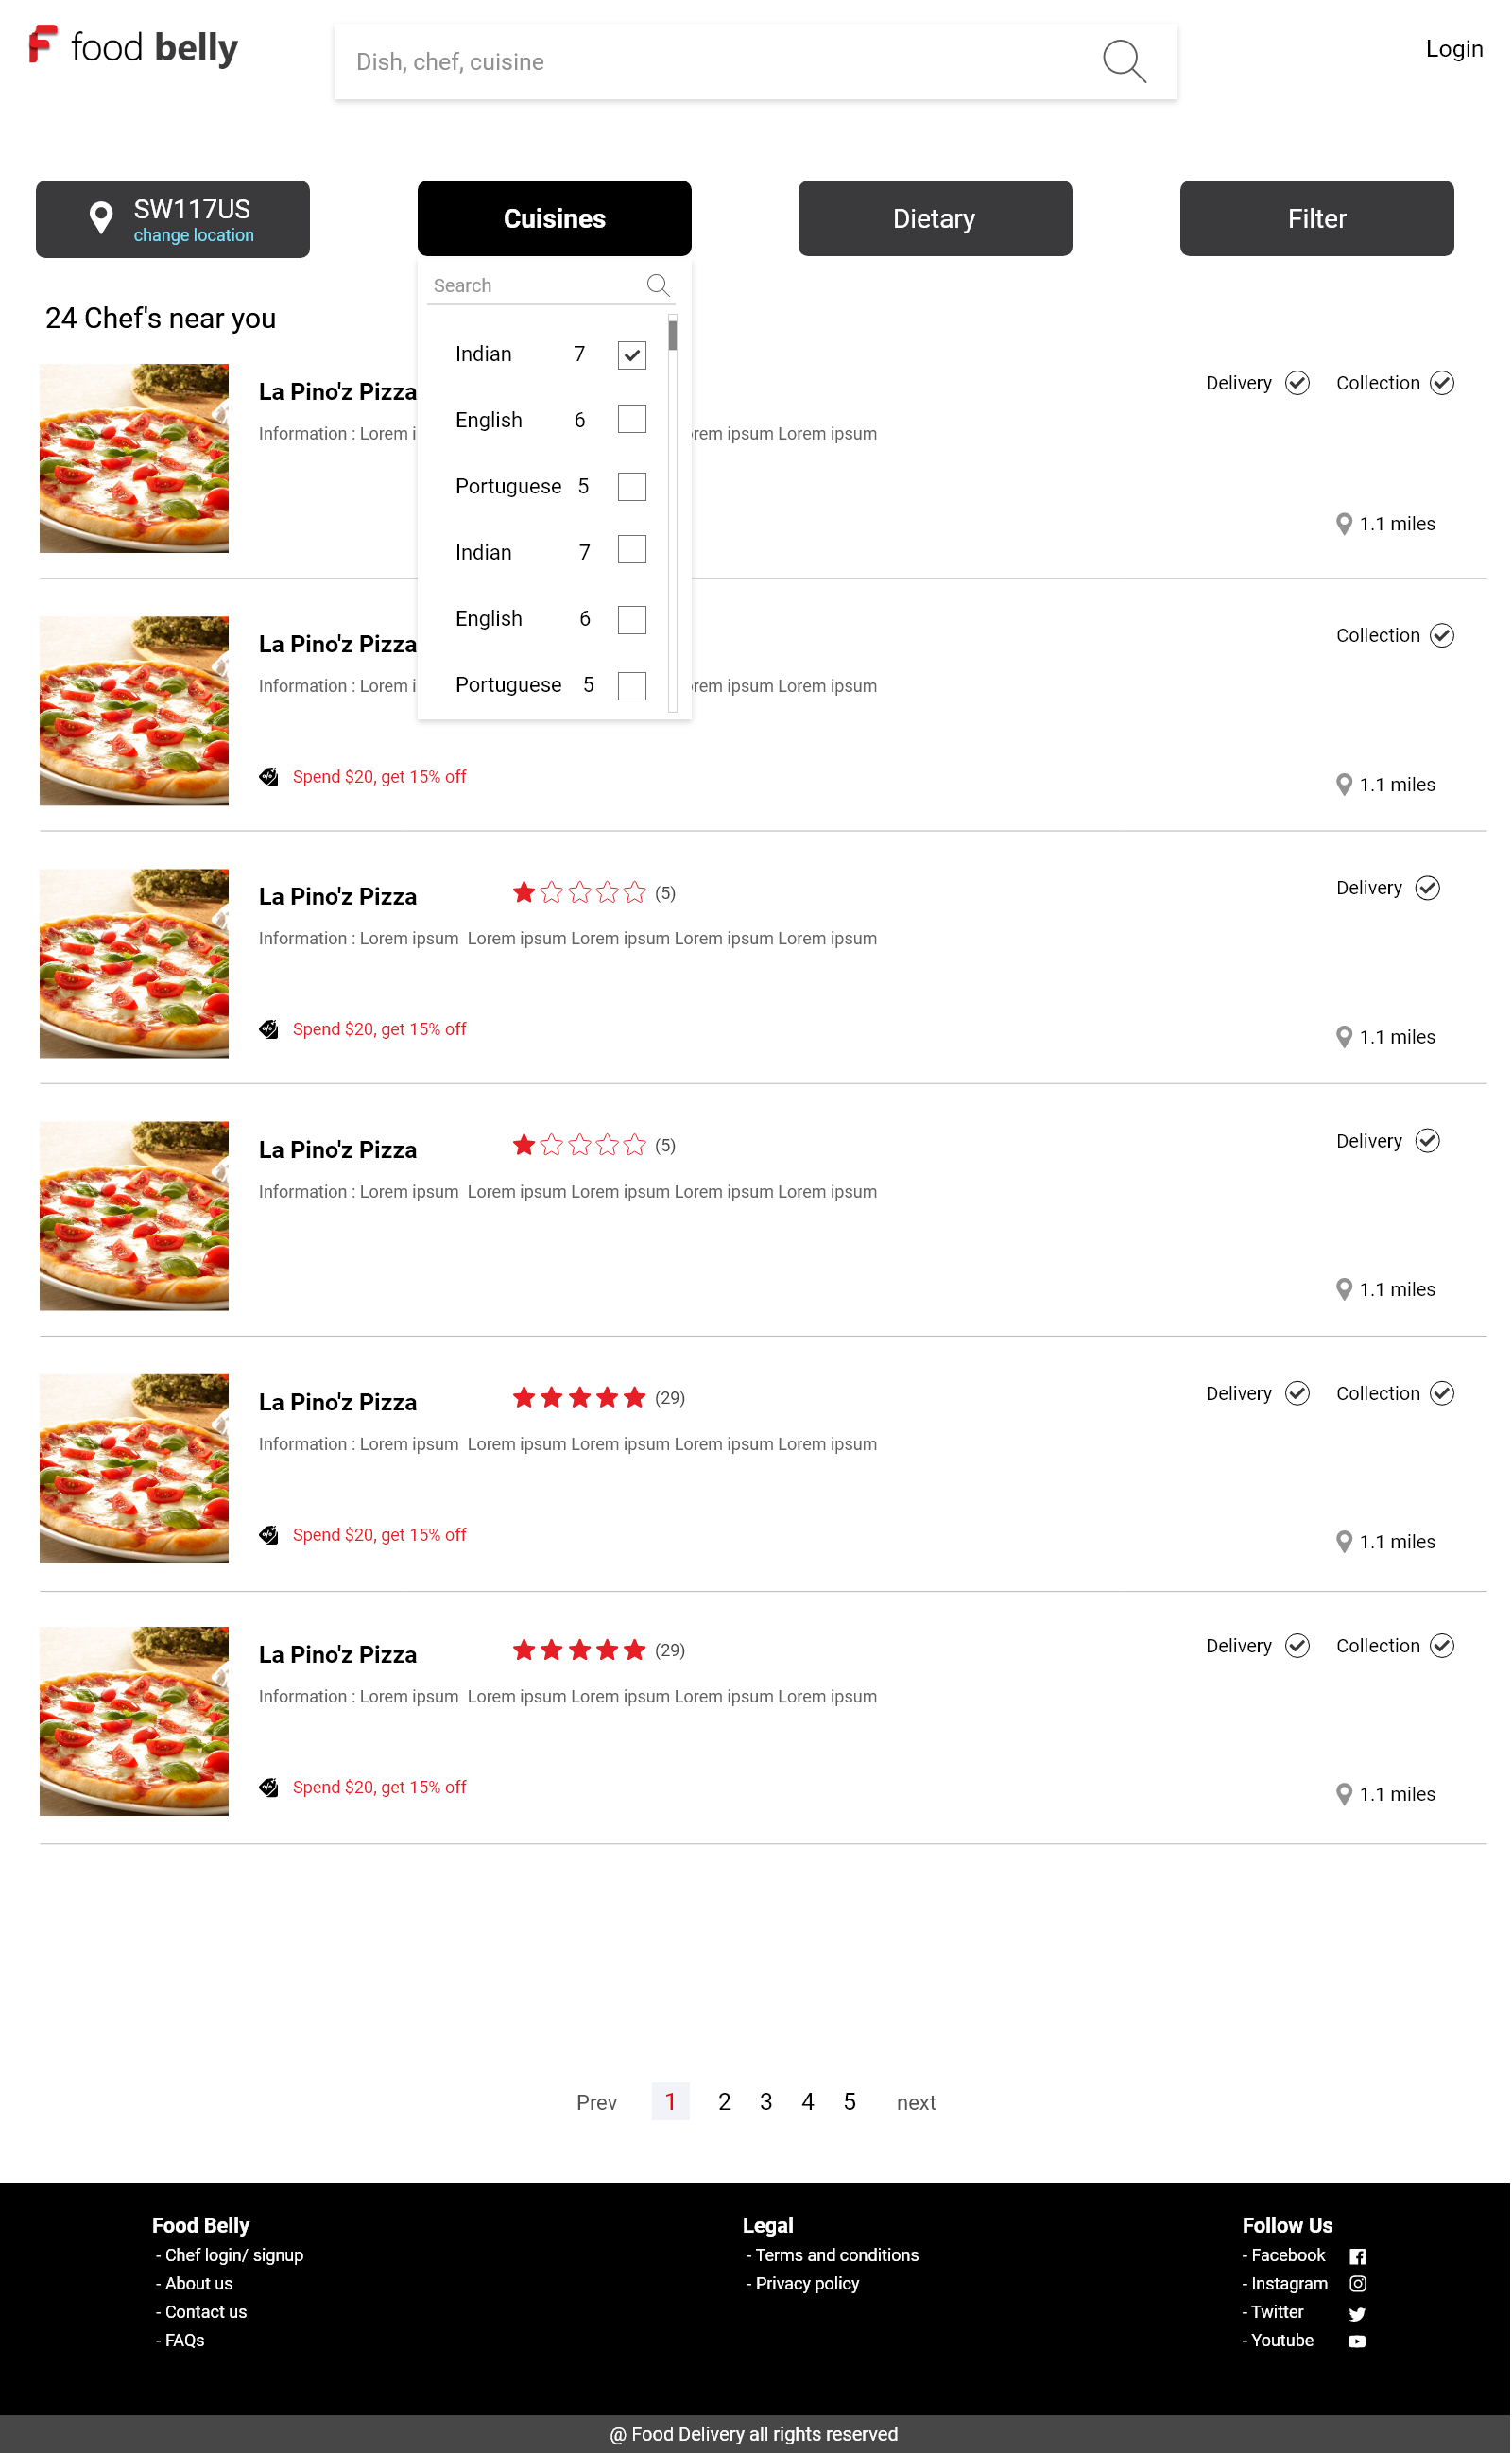 food belly
Dish, chef, cuisine
Login
SW117US
change location
Cuisines
Dietary
Filter
Search
24 Chef's near you
Indian 7
English 6
Portuguese 5
Indian 7
English 6
Portuguese 5
La Pino'z Pizza
Delivery Collection
Information : Lorem i
rem ipsum Lorem ipsum
1.1 miles
La Pino'z Pizza
Collection
Information : Lorem i
rem ipsum Lorem ipsum
Spend $20, get 15% off
1.1 miles
La Pino'z Pizza (5)
Delivery
Information : Lorem ipsum Lorem ipsum Lorem ipsum Lorem ipsum Lorem ipsum
Spend $20, get 15% off
1.1 miles
La Pino'z Pizza (5)
Delivery
Information : Lorem ipsum Lorem ipsum Lorem ipsum Lorem ipsum Lorem ipsum
1.1 miles
La Pino'z Pizza (29)
Delivery Collection
Information : Lorem ipsum Lorem ipsum Lorem ipsum Lorem ipsum Lorem ipsum
Spend $20, get 15% off
1.1 miles
La Pino'z Pizza (29)
Delivery Collection
Information : Lorem ipsum Lorem ipsum Lorem ipsum Lorem ipsum Lorem ipsum
Spend $20, get 15% off
1.1 miles
Prev 1 2 3 4 5 next
Food Belly
- Chef login/ signup
- About us
- Contact us
- FAQs
Legal
- Terms and conditions
- Privacy policy
Follow Us
- Facebook
- Instagram
- Twitter
- Youtube
@ Food Delivery all rights reserved